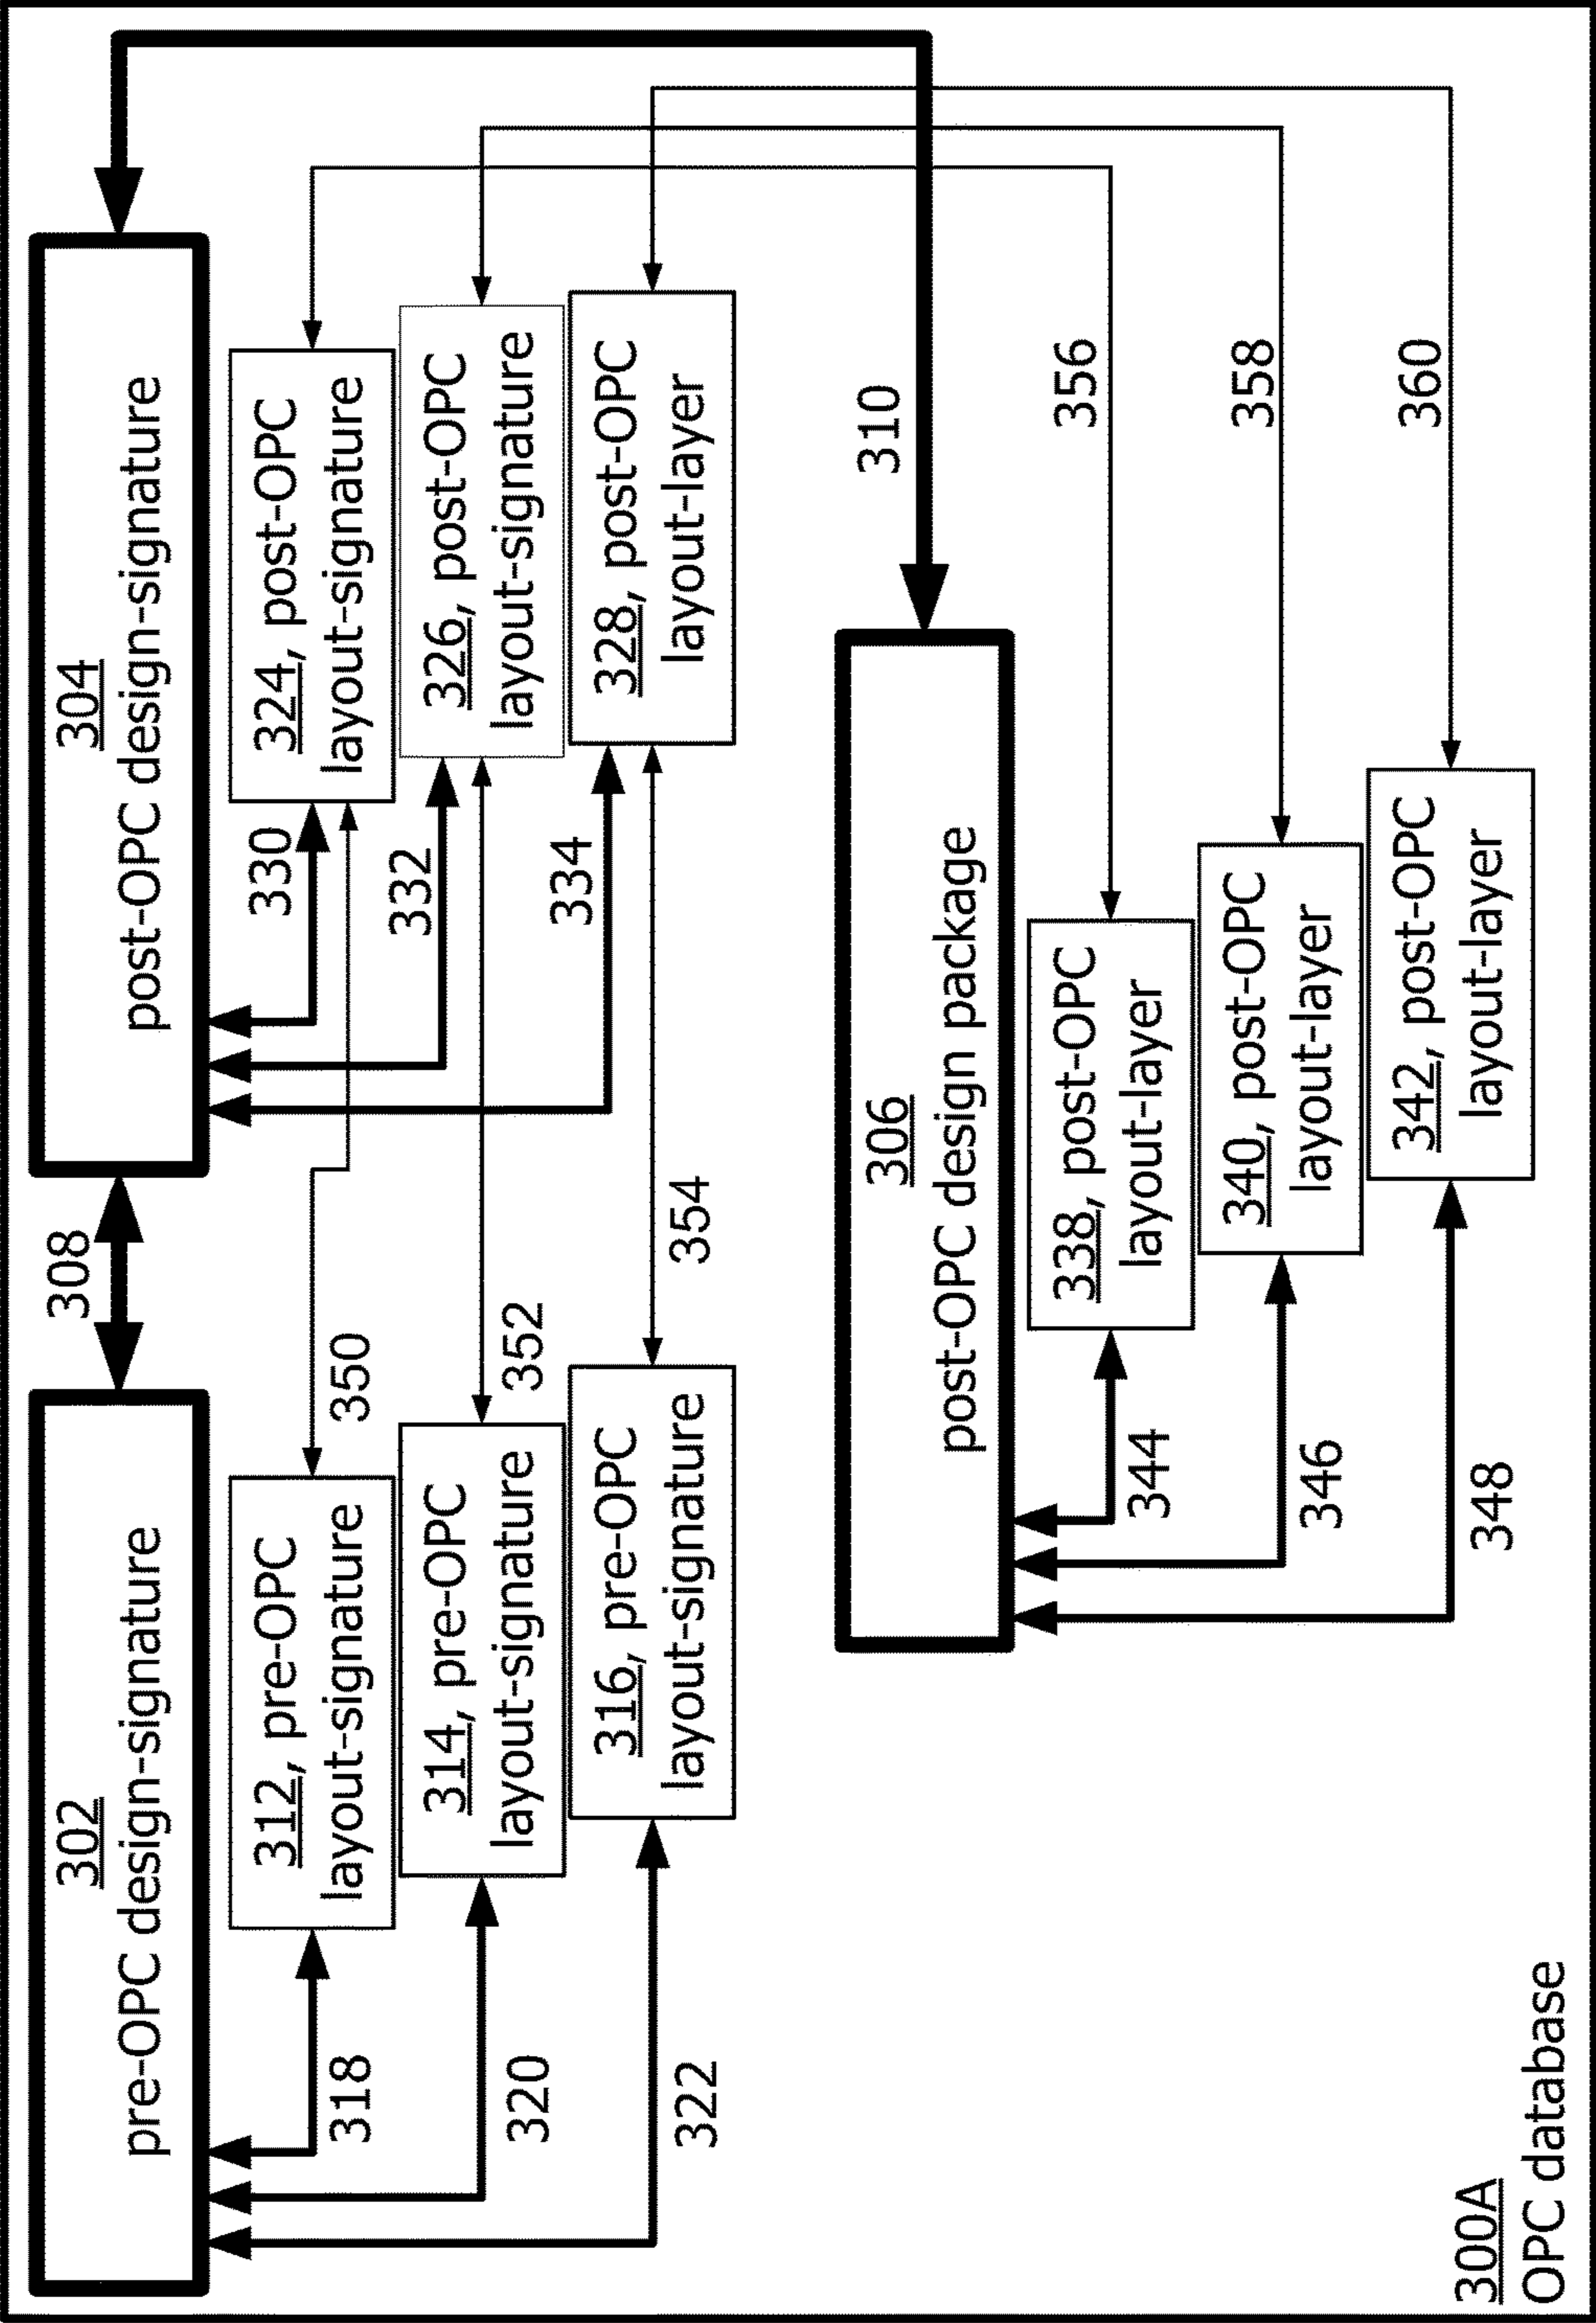 302
pre-OPC design-signature
308
304
post-OPC design-signature
312, pre-OPC
layout-signature
318
350
324, post-OPC
layout-signature
330
314, pre-OPC
layout-signature
320
352
326, post-OPC
layout-signature
332
316, pre-OPC
layout-signature
322
354
328, post-OPC
layout-layer
334
310
306
post-OPC design package
338, post-OPC
layout-layer
344
356
340, post-OPC
layout-layer
346
358
342, post-OPC
layout-layer
348
360
300A
OPC database